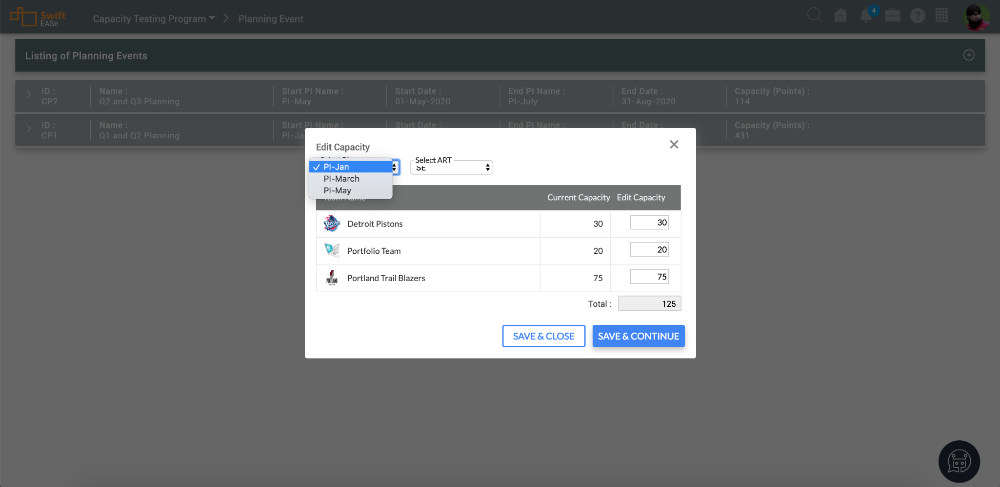 Swift
EASe
Capacity Testing Program
Planning Event
4
?
Listing of Planning Events
ID :
CP2
Name :
Q2 and Q3 Planning
Start PI Name :
PI-May
Start Date :
01-May-2020
End PI Name :
PI-July
End Date :
31-Aug-2020
Capacity (Points) :
114
ID :
CP1
Name :
Q1 and Q2 Planning
Start PI Name :
PI-Ja
Start Date :
End PI Name :
End Date :
Capacity (Points) :
431
Edit Capacity
PI-Jan
PI-March
PI-May
Select ART
SE
Team Name
Current Capacity
Edit Capacity
PISTONS
Detroit Pistons
30
30
e
Portfolio Team
20
20
PORTLAND
Portland Trail Blazers
75
75
Total :
125
SAVE & CLOSE
SAVE & CONTINUE